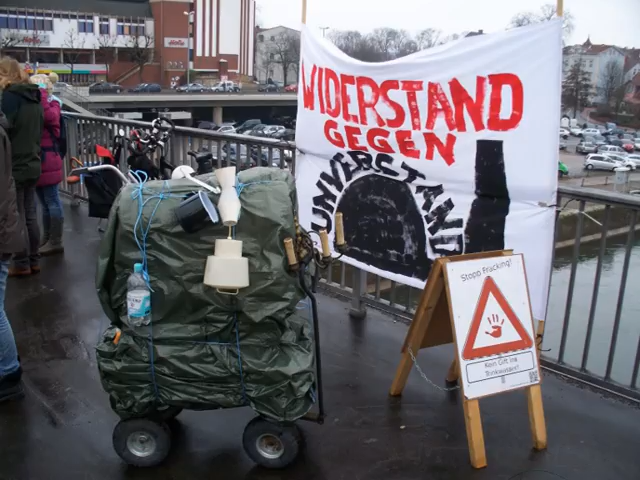 WIDERSTAND
GEGEN
UNVERSTAND
Stopp Fracking!
Kein Gift ins
Trinkwasser!